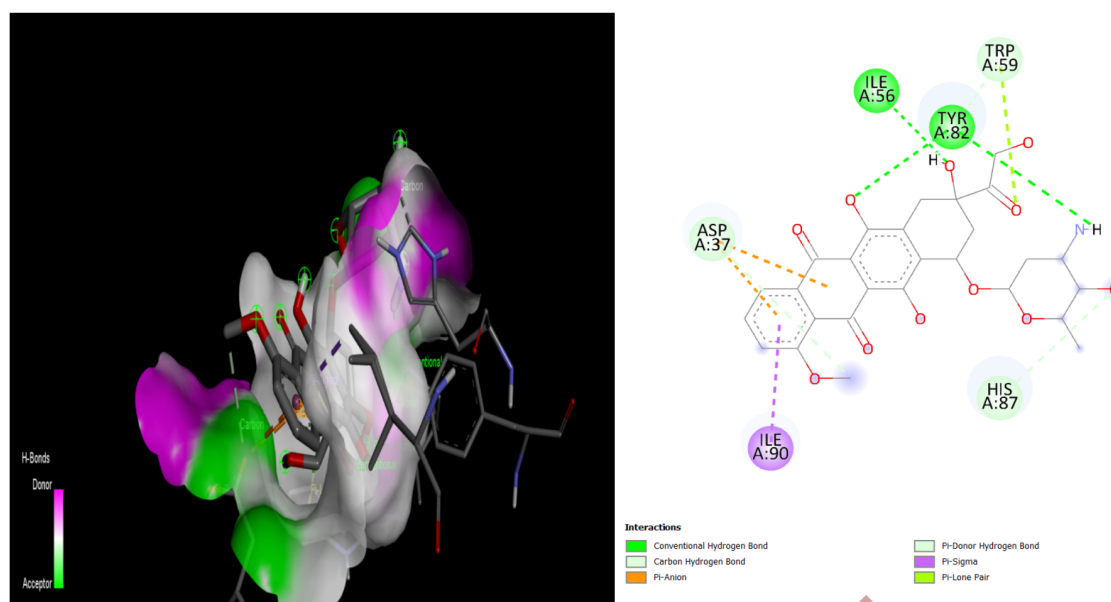 Carbon
Carbon
H-Bonds
Donor
Acceptor
TRP
A:59
ILE
A:56
TYR
A:82
O
H O
O
O
O
N H
ASP
A:37
O
O
O
O
O
O
O
HIS
A:87
ILE
A:90
Interactions
Conventional Hydrogen Bond
Carbon Hydrogen Bond
Pi-Anion
Pi-Donor Hydrogen Bond
Pi-Sigma
Pi-Lone Pair